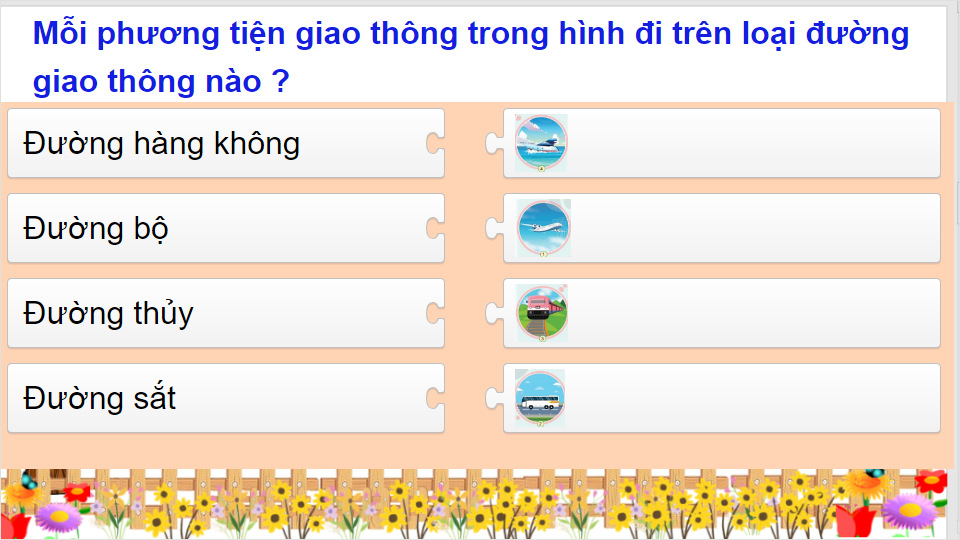 Mỗi phương tiện giao thông trong hình đi trên loại đường
giao thông nào ?
Đường hàng không
Đường bộ
Đường thủy
Đường sắt